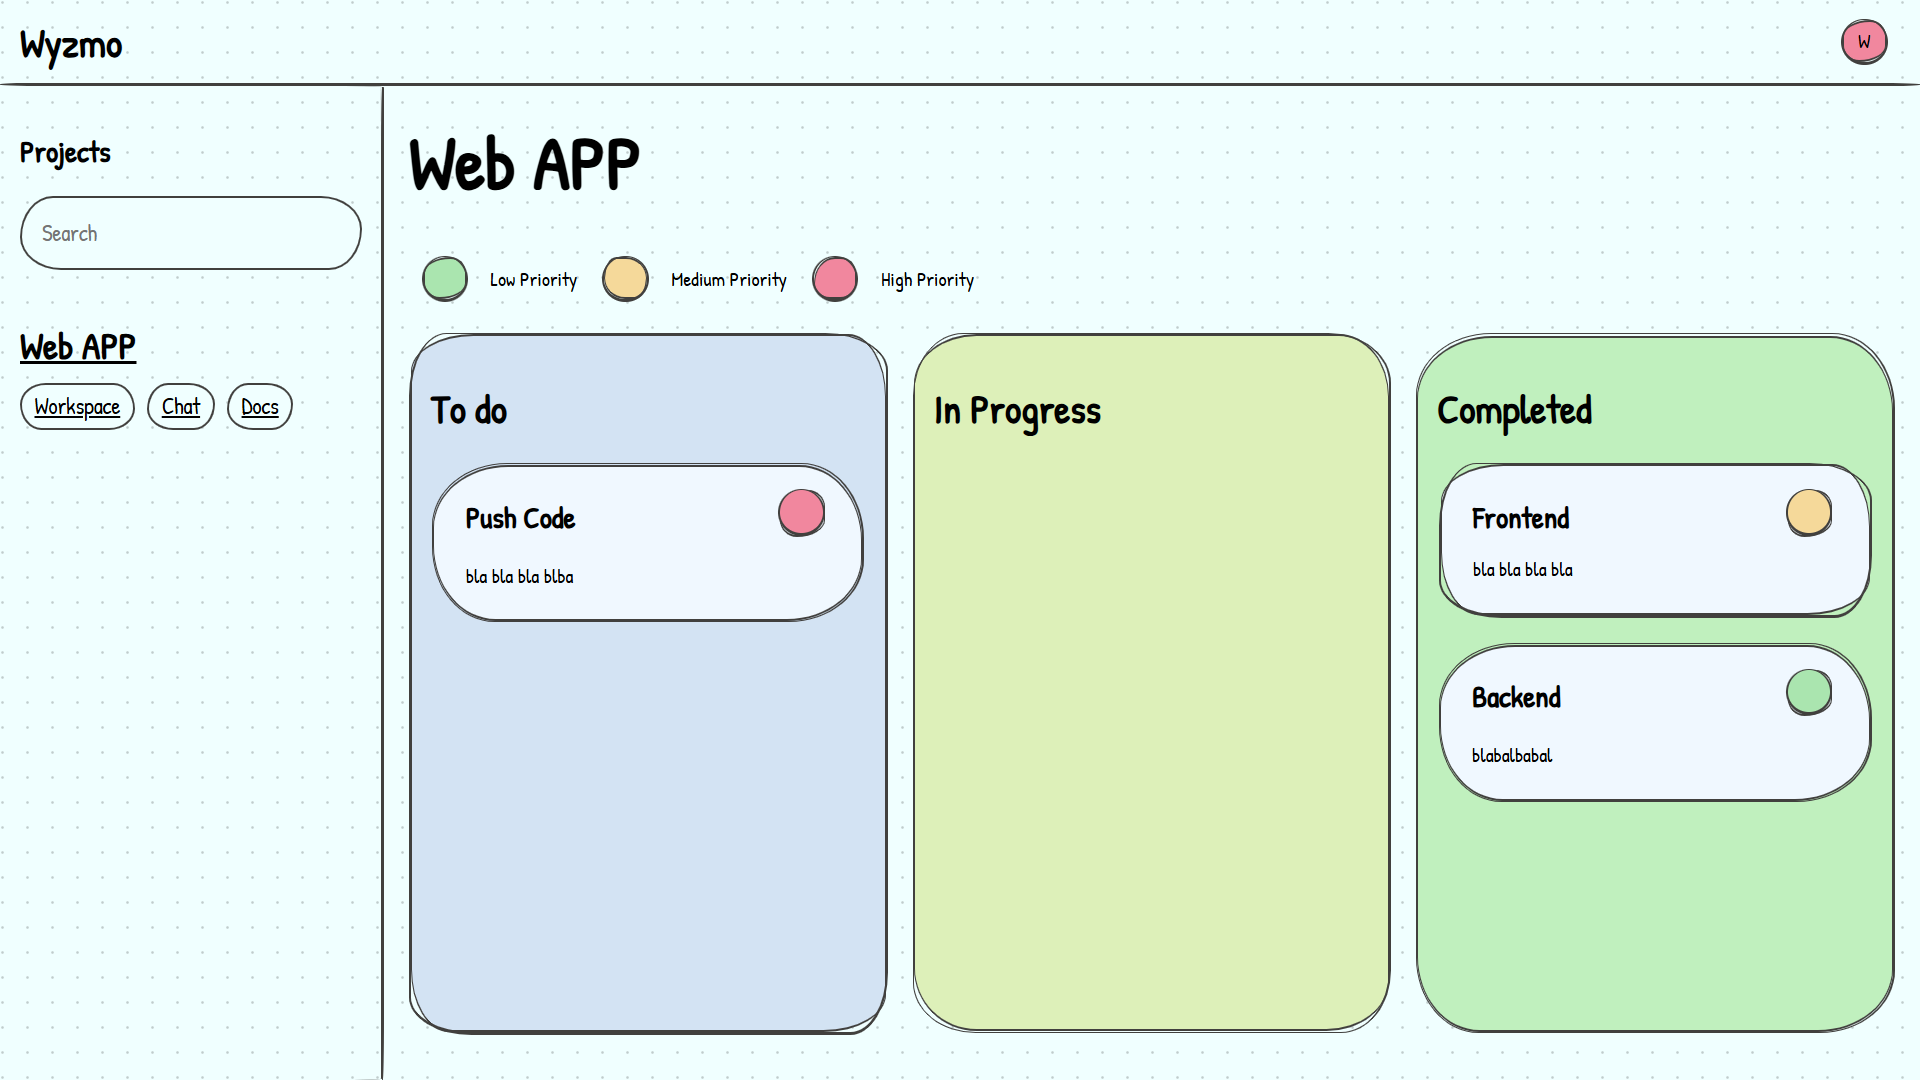 Wyzmo
W
Projects
Search
Web APP
Workspace Chat Docs
Web APP
Low Priority Medium Priority High Priority
To do
Push Code
bla bla bla blba
In Progress
Completed
Frontend
bla bla bla bla
Backend
blabalbabal